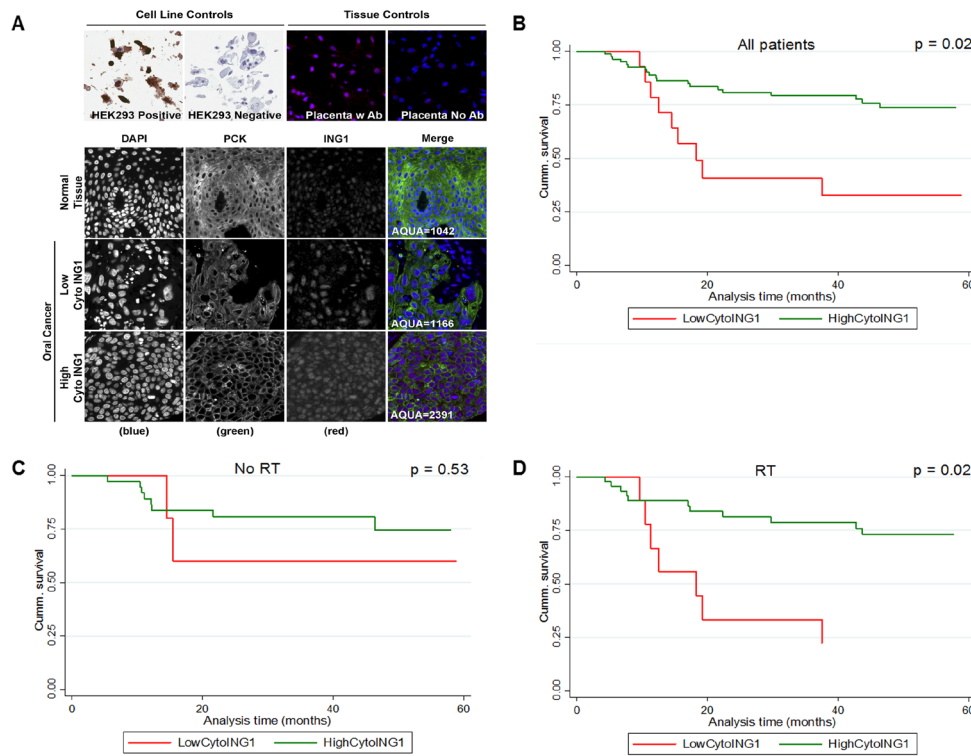 A
Cell Line Controls
Tissue Controls
HEK293 Positive
HEK293 Negative
Placenta w Ab
Placenta No Ab
DAPI
PCK
ING1
Merge
Normal
Tissue
AQUA=1042
Oral Cancer
Low
Cyto ING1
AQUA=1166
High
Cyto ING1
AQUA=2391
(blue)
(green)
(red)
B
All patients
p = 0.02
Cumm. survival
0.00
0.25
0.50
0.75
1.00
0
20
40
60
Analysis time (months)
LowCytoING1
HighCytoING1
C
No RT
p = 0.53
Cumm. survival
0.00
0.25
0.50
0.75
1.00
0
20
40
60
Analysis time (months)
LowCytoING1
HighCytoING1
D
RT
p = 0.02
Cumm. survival
0.00
0.25
0.50
0.75
1.00
0
20
40
60
Analysis time (months)
LowCytoING1
HighCytoING1